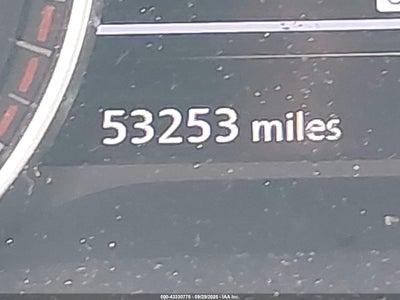 53253 miles
000-43330779 - 09/29/2025 - IAA Inc.